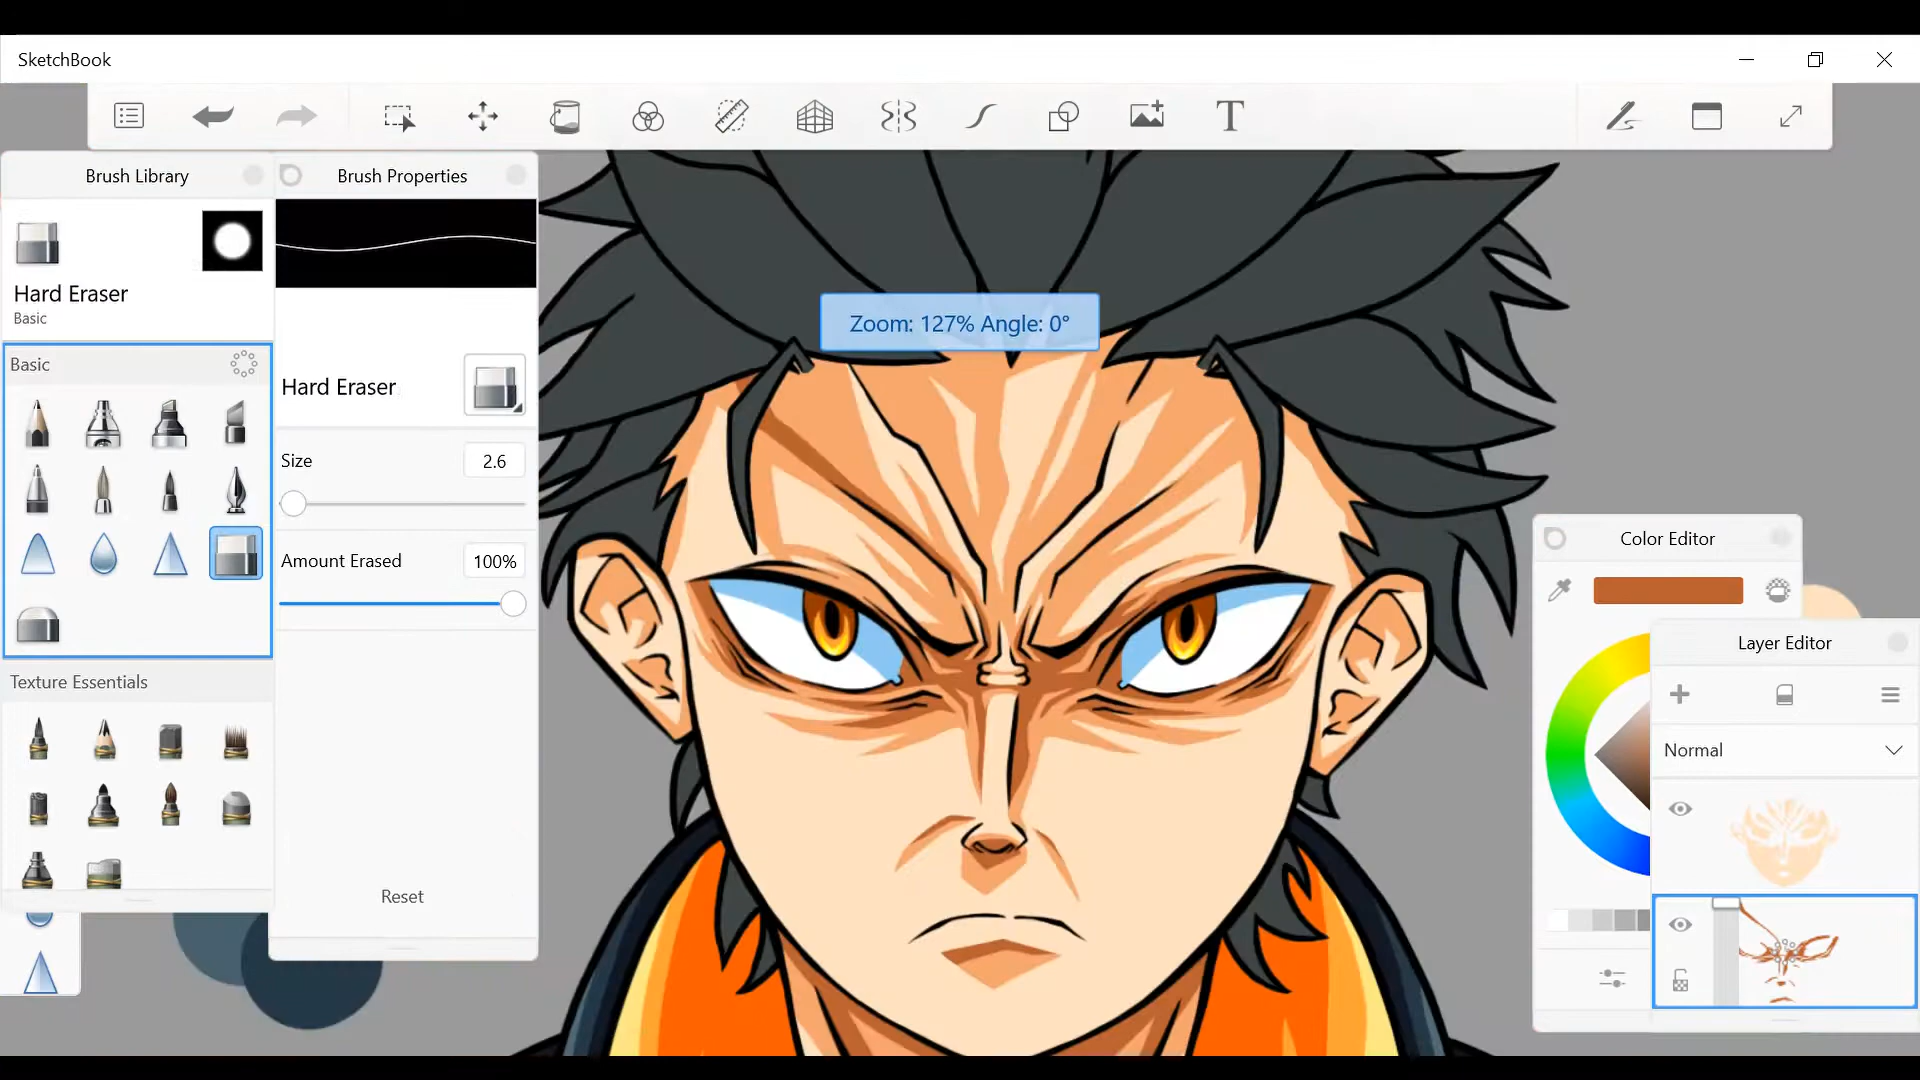 SketchBook
T
Brush Library
Brush Properties
Hard Eraser
Basic
Basic
Hard Eraser
Size
2.6
Amount Erased
100%
Texture Essentials
Reset
Zoom: 127% Angle: 0°
Color Editor
Layer Editor
Normal